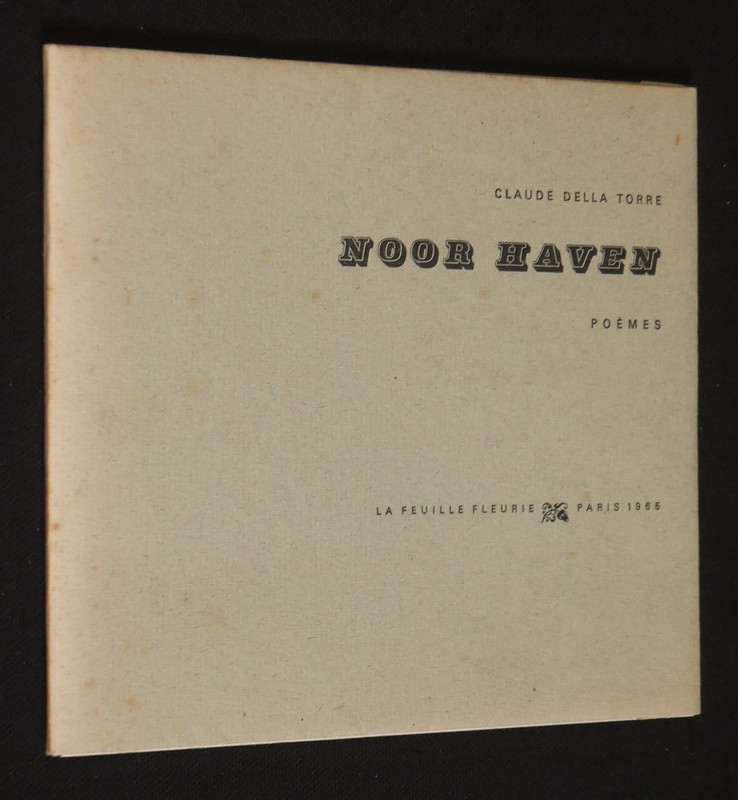 CLAUDE DELLA TORRE
NOOR HAVEN
POÈMES
LA FEUILLE FLEURIE PARIS 1965